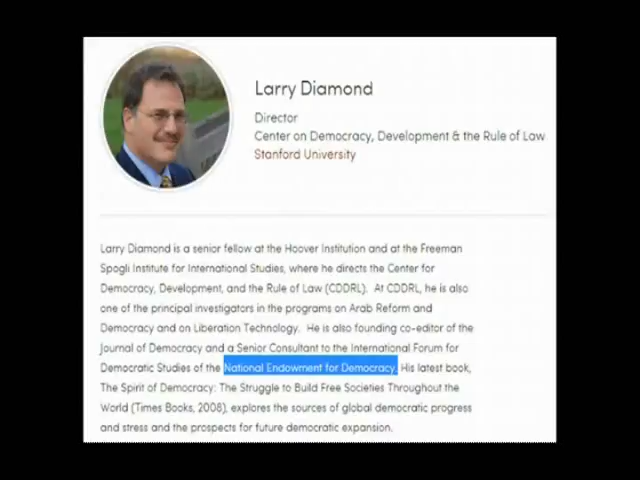 Larry Diamond
Director
Center on Democracy, Development & the Rule of Law
Stanford University
Larry Diamond is a senior fellow at the Hoover Institution and at the Freeman
Spogli Institute for International Studies, where he directs the Center for
Democracy, Development, and the Rule of Law (CDDRL). At CDDRL, he is also
one of the principal investigators in the programs on Arab Reform and
Democracy and on Liberation Technology. He is also founding co-editor of the
Journal of Democracy and a Senior Consultant to the International Forum for
Democratic Studies of the National Endowment for Democracy. His latest book,
The Spirit of Democracy: The Struggle to Build Free Societies Throughout the
World (Times Books, 2008), explores the sources of global democratic progress
and stress and the prospects for future democratic expansion.